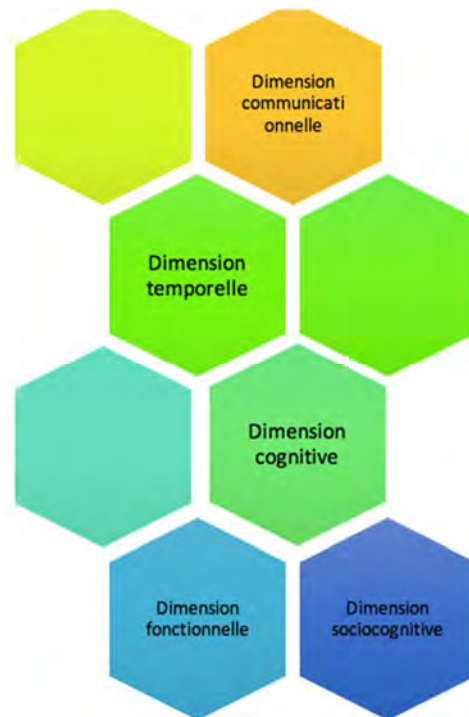 Dimension
communicati
onnelle
Dimension
temporelle
Dimension
cognitive
Dimension
fonctionnelle
Dimension
sociocognitive